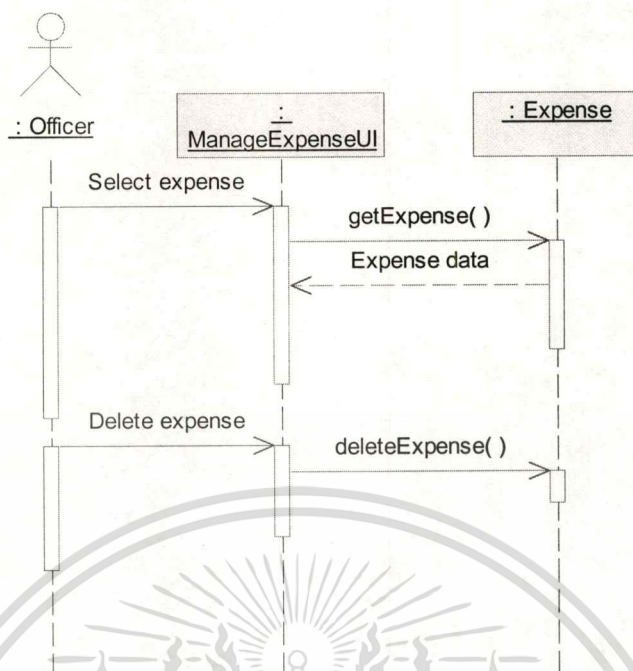 : Officer
:
ManageExpenseUI
: Expense
Select expense
getExpense( )
Expense data
Delete expense
deleteExpense( )